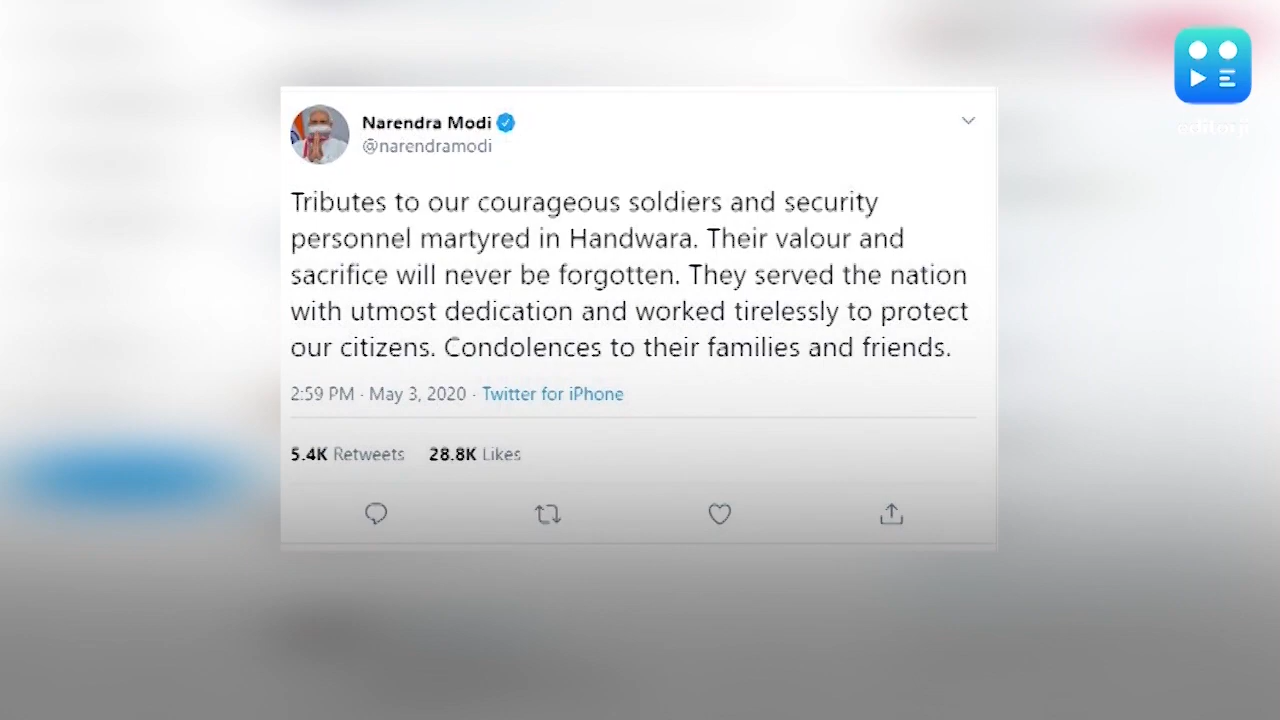 editorji
Narendra Modi
@narendramodi
Tributes to our courageous soldiers and security
personnel martyred in Handwara. Their valour and
sacrifice will never be forgotten. They served the nation
with utmost dedication and worked tirelessly to protect
our citizens. Condolences to their families and friends.
2:59 PM · May 3, 2020 · Twitter for iPhone
5.4K Retweets 28.8K Likes